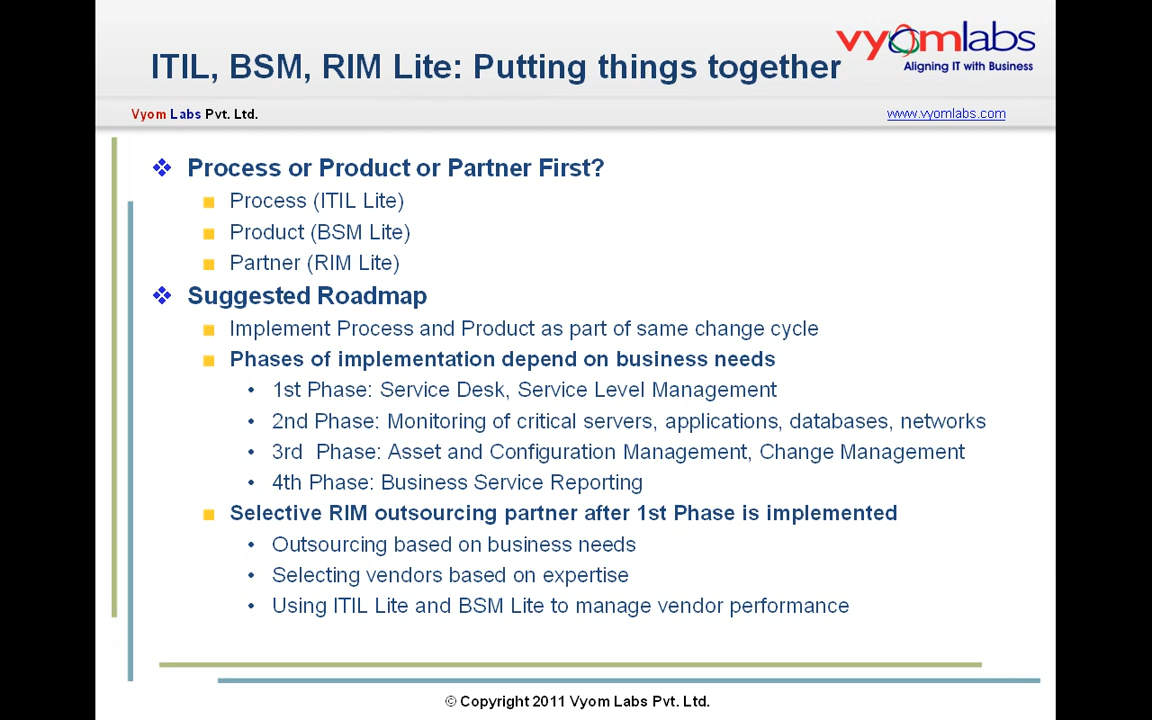 ITIL, BSM, RIM Lite: Putting things together
vyomlabs
Aligning IT with Business
Vyom Labs Pvt. Ltd.
www.vyomlabs.com
Process or Product or Partner First?
Process (ITIL Lite)
Product (BSM Lite)
Partner (RIM Lite)
Suggested Roadmap
Implement Process and Product as part of same change cycle
Phases of implementation depend on business needs
• 1st Phase: Service Desk, Service Level Management
• 2nd Phase: Monitoring of critical servers, applications, databases, networks
• 3rd  Phase: Asset and Configuration Management, Change Management
• 4th Phase: Business Service Reporting
Selective RIM outsourcing partner after 1st Phase is implemented
• Outsourcing based on business needs
• Selecting vendors based on expertise
• Using ITIL Lite and BSM Lite to manage vendor performance
© Copyright 2011 Vyom Labs Pvt. Ltd.